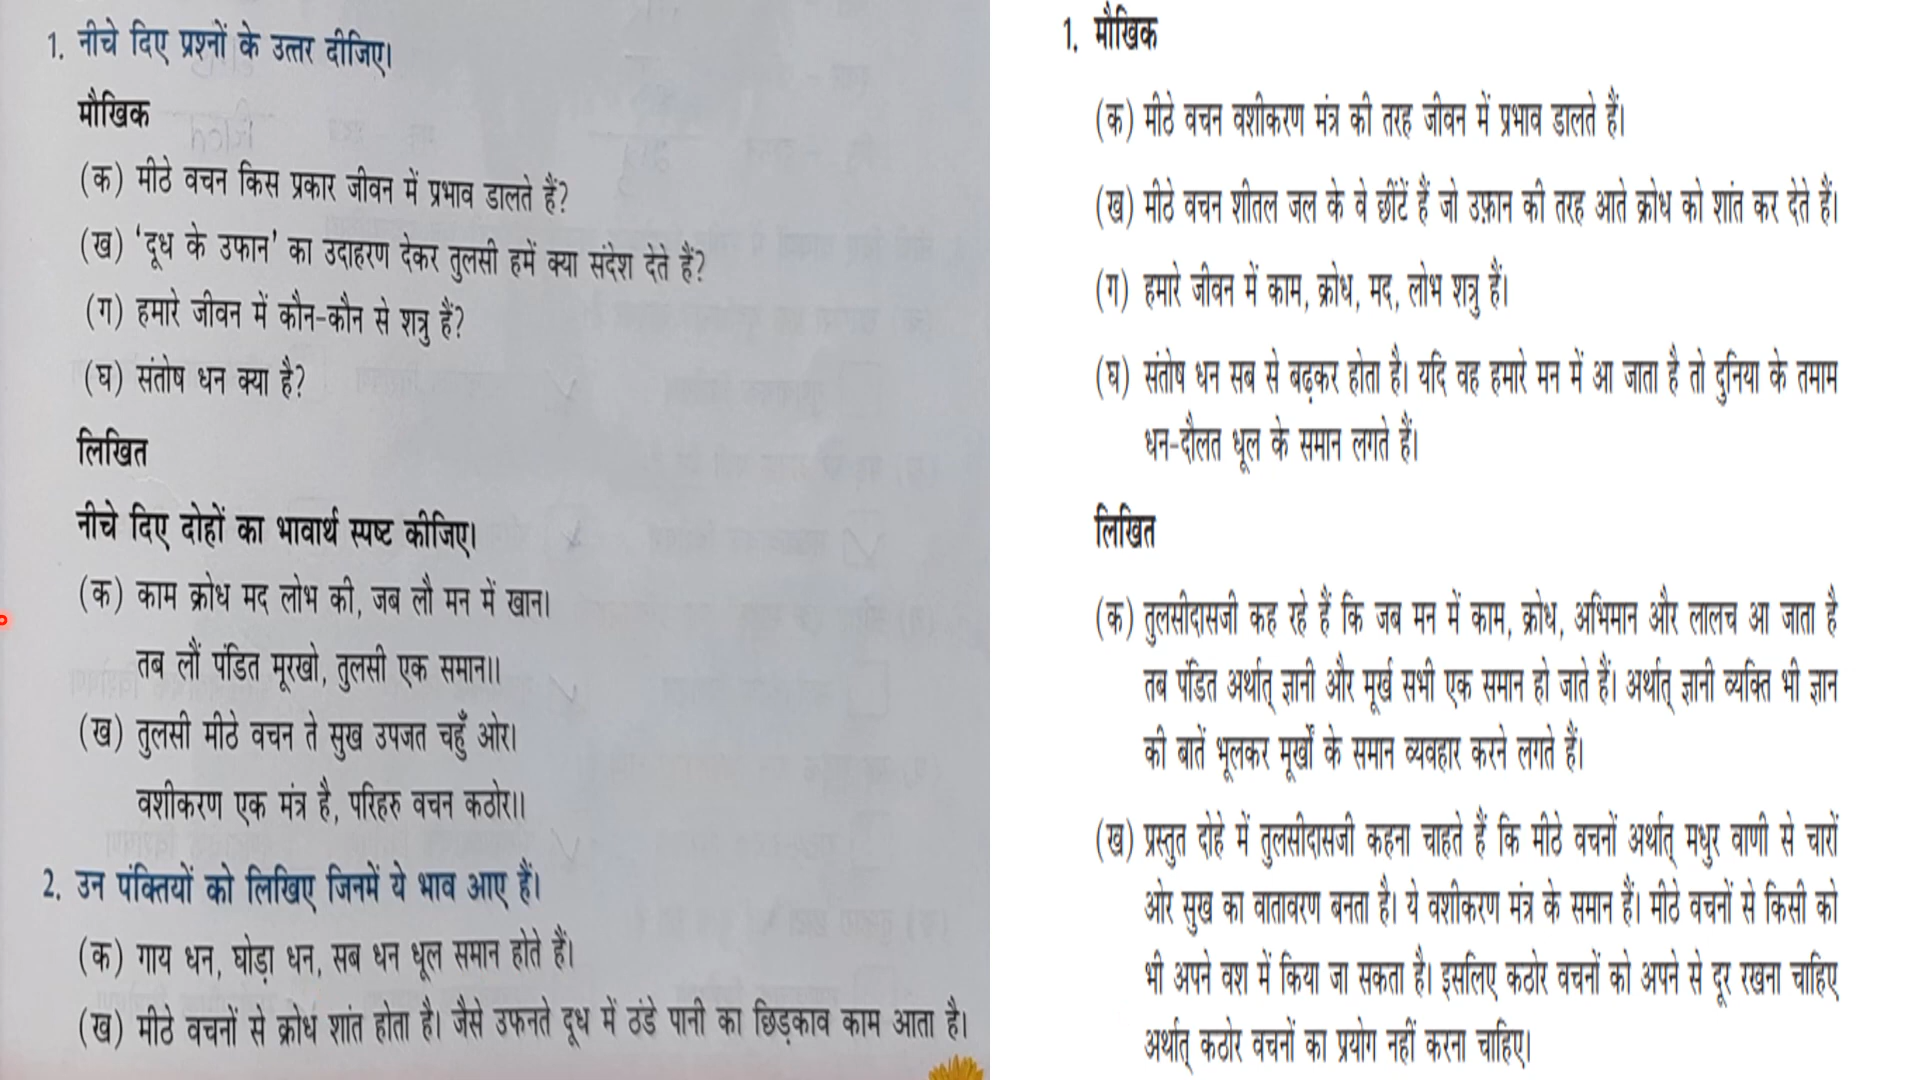 1. नीचे दिए प्रश्नों के उत्तर दीजिए।
मौखिक
(क) मीठे वचन किस प्रकार जीवन में प्रभाव डालते हैं?
(ख) ‘दूध के उफान’ का उदाहरण देकर तुलसी हमें क्या संदेश देते हैं?
(ग) हमारे जीवन में कौन-कौन से शत्रु हैं?
(घ) संतोष धन क्या है?
लिखित
नीचे दिए दोहों का भावार्थ स्पष्ट कीजिए।
(क) काम क्रोध मद लोभ की, जब लौ मन में खान।
तब लौं पंडित मूरखो, तुलसी एक समान।।
(ख) तुलसी मीठे वचन ते सुख उपजत चहुँ ओर।
वशीकरण एक मंत्र है, परिहरु वचन कठोर।।
2. उन पंक्तियों को लिखिए जिनमें ये भाव आए हैं।
(क) गाय धन, घोड़ा धन, सब धन धूल समान होते हैं।
(ख) मीठे वचनों से क्रोध शांत होता है। जैसे उफनते दूध में ठंडे पानी का छिड़काव काम आता है।
1. मौखिक
(क) मीठे वचन वशीकरण मंत्र की तरह जीवन में प्रभाव डालते हैं।
(ख) मीठे वचन शीतल जल के वे छींटें हैं जो उफ़ान की तरह आते क्रोध को शांत कर देते हैं।
(ग) हमारे जीवन में काम, क्रोध, मद, लोभ शत्रु हैं।
(घ) संतोष धन सब से बढ़कर होता है। यदि वह हमारे मन में आ जाता है तो दुनिया के तमाम
धन-दौलत धूल के समान लगते हैं।
लिखित
(क) तुलसीदासजी कह रहे हैं कि जब मन में काम, क्रोध, अभिमान और लालच आ जाता है
तब पंडित अर्थात् ज्ञानी और मूर्ख सभी एक समान हो जाते हैं। अर्थात् ज्ञानी व्यक्ति भी ज्ञान
की बातें भूलकर मूर्खों के समान व्यवहार करने लगते हैं।
(ख) प्रस्तुत दोहे में तुलसीदासजी कहना चाहते हैं कि मीठे वचनों अर्थात् मधुर वाणी से चारों
ओर सुख का वातावरण बनता है। ये वशीकरण मंत्र के समान हैं। मीठे वचनों से किसी को
भी अपने वश में किया जा सकता है। इसलिए कठोर वचनों को अपने से दूर रखना चाहिए
अर्थात् कठोर वचनों का प्रयोग नहीं करना चाहिए।